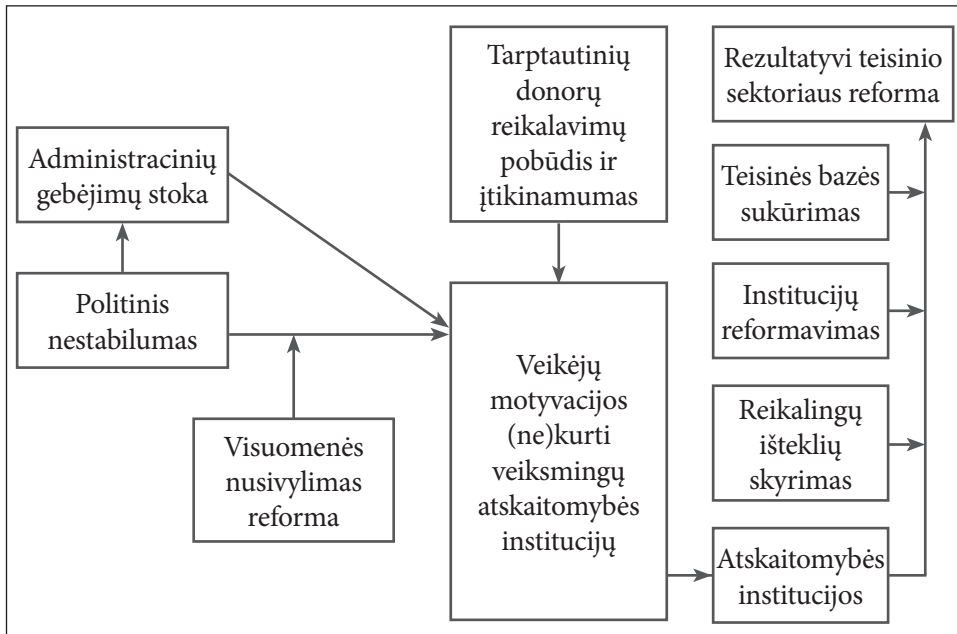 Administracinių
gebėjimų stoka
Politinis
nestabilumas
Visuomenės
nusivylimas
reforma
Tarptautinių
donorų
reikalavimų
pobūdis ir
įtikinamumas
Veikėjų
motyvacijos
(ne)kurti
veiksmingų
atskaitomybės
institucijų
Rezultatyvi teisinio
sektoriaus reforma
Teisinės bazės
sukūrimas
Institucijų
reformavimas
Reikalingų
išteklių
skyrimas
Atskaitomybės
institucijos